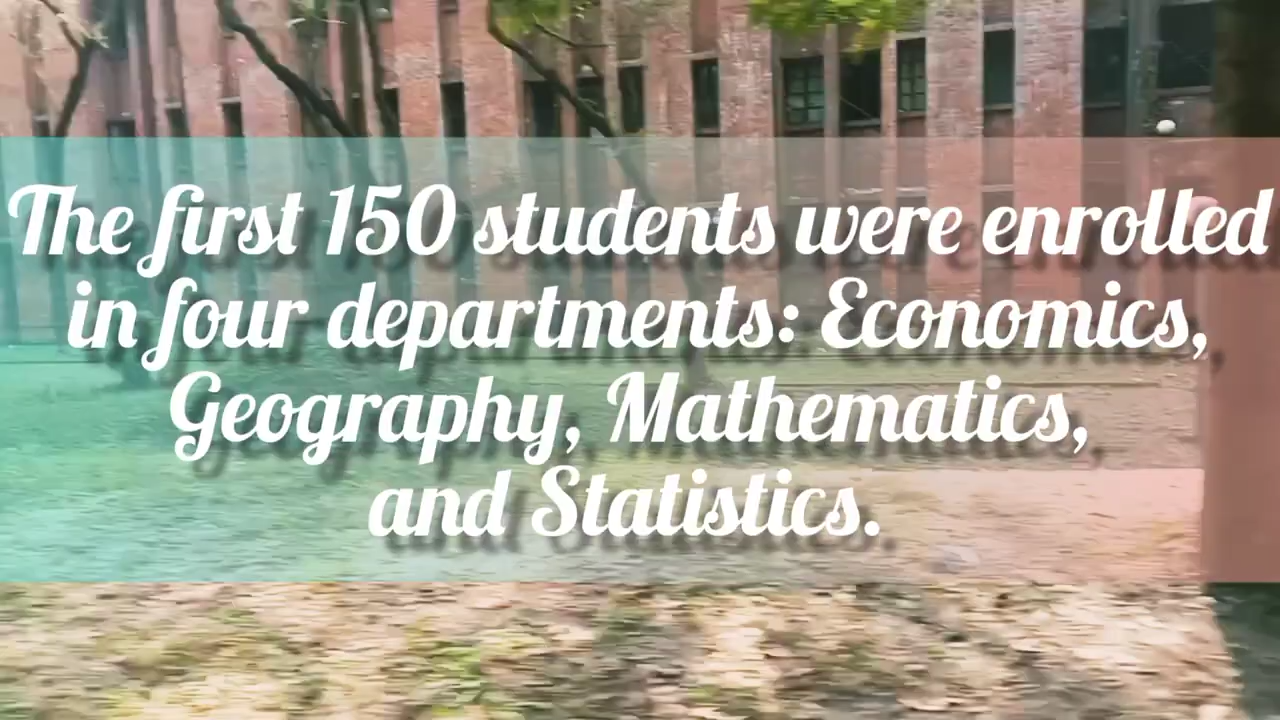 The first 150 students were enrolled
in four departments: Economics,
Geography, Mathematics,
and Statistics.